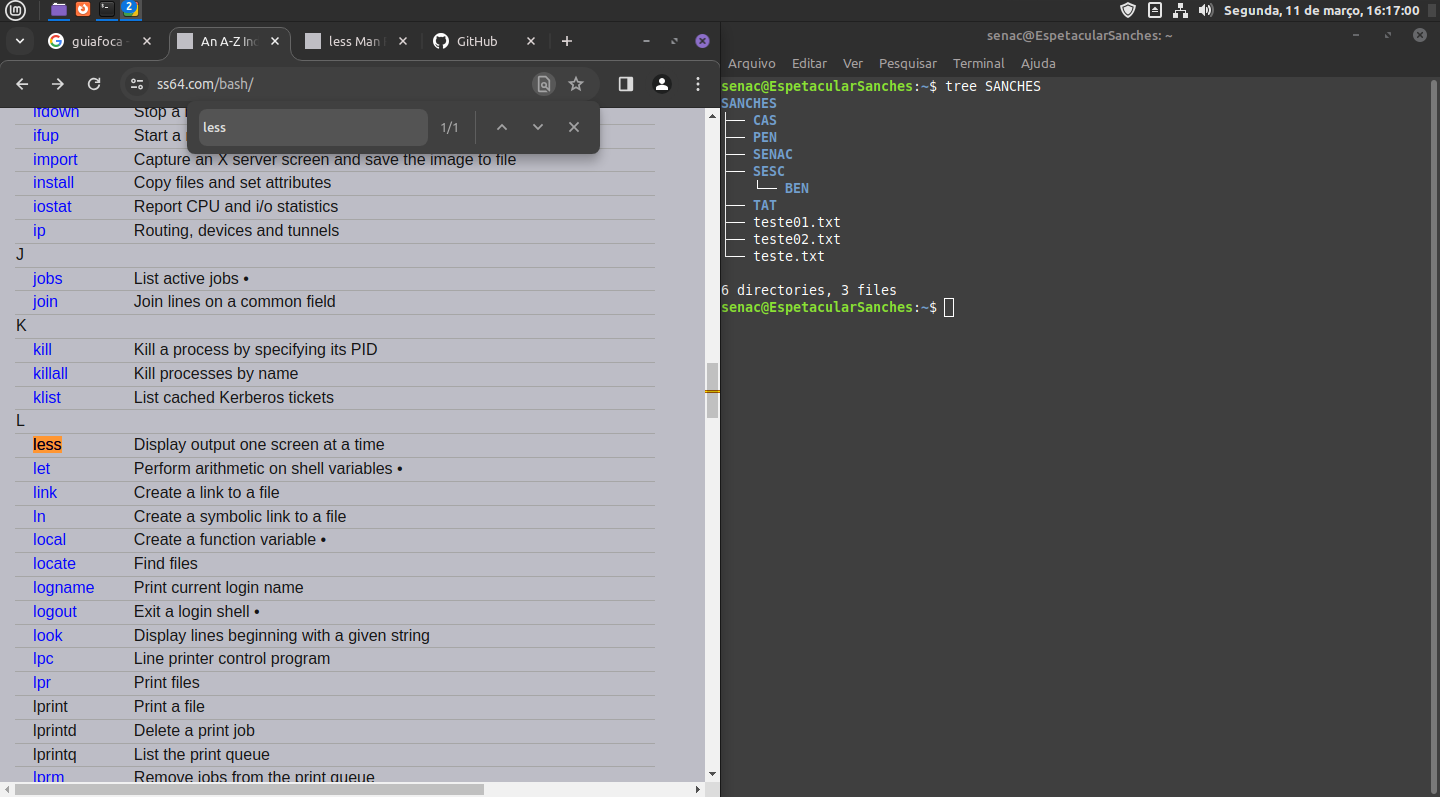 2
Segunda, 11 de março, 16:17:00
guiafoca
An A-Z Inc
less Man
GitHub
ss64.com/bash/
less
1/1
ifdown Stop a
ifup Start a
import Capture an X server screen and save the image to file
install Copy files and set attributes
iostat Report CPU and i/o statistics
ip Routing, devices and tunnels
J
jobs List active jobs •
join Join lines on a common field
K
kill Kill a process by specifying its PID
killall Kill processes by name
klist List cached Kerberos tickets
L
less Display output one screen at a time
let Perform arithmetic on shell variables •
link Create a link to a file
ln Create a symbolic link to a file
local Create a function variable •
locate Find files
logname Print current login name
logout Exit a login shell •
look Display lines beginning with a given string
lpc Line printer control program
lpr Print files
lprint Print a file
lprintd Delete a print job
lprintq List the print queue
lprm Remove jobs from the print queue
senac@EspetacularSanches: ~
Arquivo Editar Ver Pesquisar Terminal Ajuda
senac@EspetacularSanches:~$ tree SANCHES
SANCHES
├── CAS
├── PEN
├── SENAC
├── SESC
│   └── BEN
├── TAT
├── teste01.txt
├── teste02.txt
└── teste.txt
6 directories, 3 files
senac@EspetacularSanches:~$